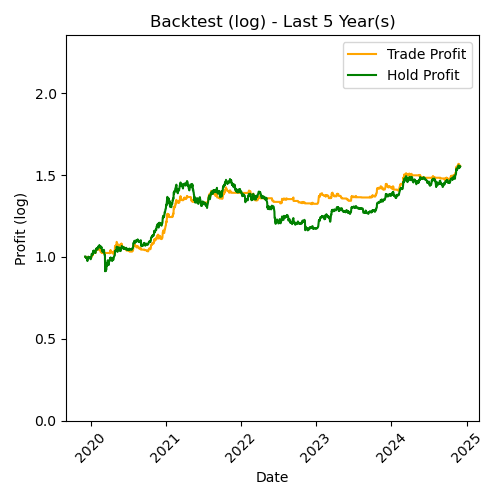 Backtest (log) - Last 5 Year(s)
Trade Profit
Hold Profit
Profit (log)
2.0
1.5
1.0
0.5
0.0
2020
2021
2022
2023
2024
2025
Date